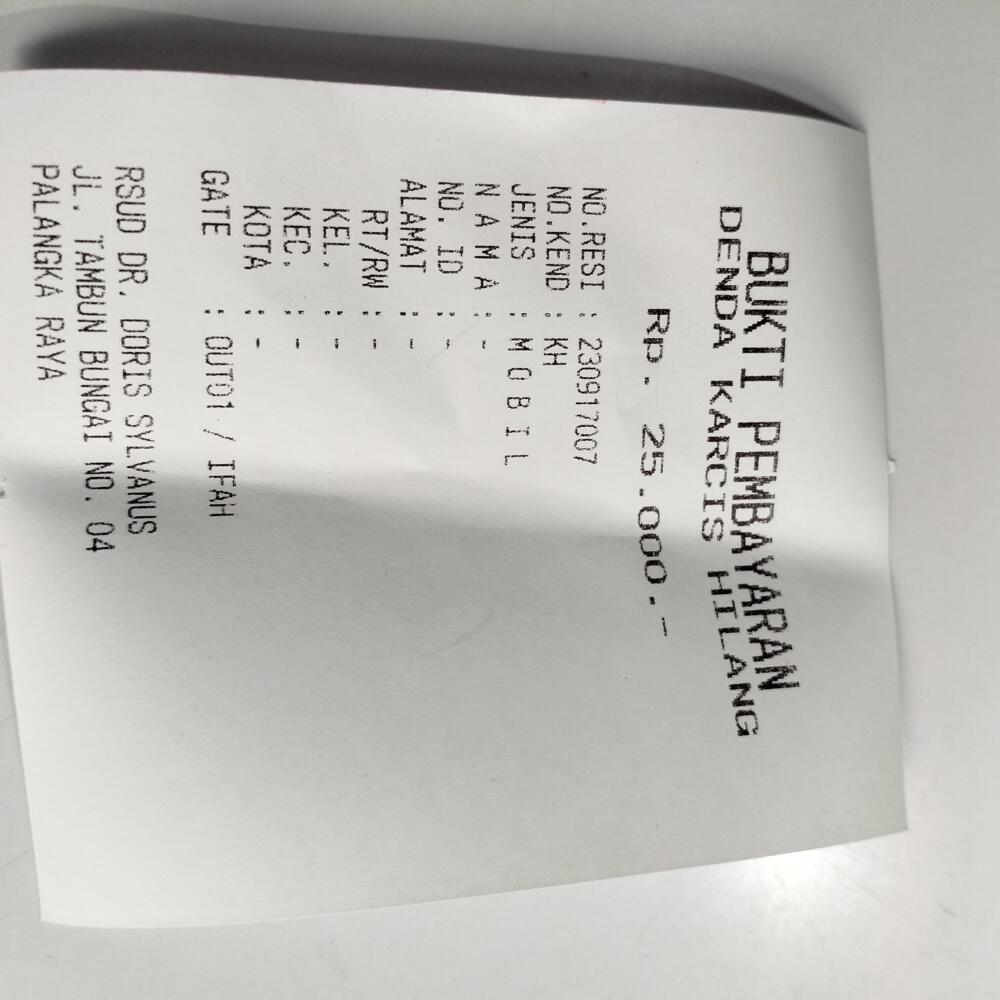 BUKTI PEMBAYARAN
DENDA KARCIS HILANG
Rp. 25.000.-
NO.RESI : 230917007
NO.KEND : KH
JENIS : M O B I L
N A M A : -
NO. ID : -
ALAMAT : -
RT/RW : -
KEL. : -
KEC. : -
KOTA : -
GATE : OUT01 / IFAH
RSUD DR. DORIS SYLVANUS
JL. TAMBUN BUNGAI NO. 04
PALANGKA RAYA